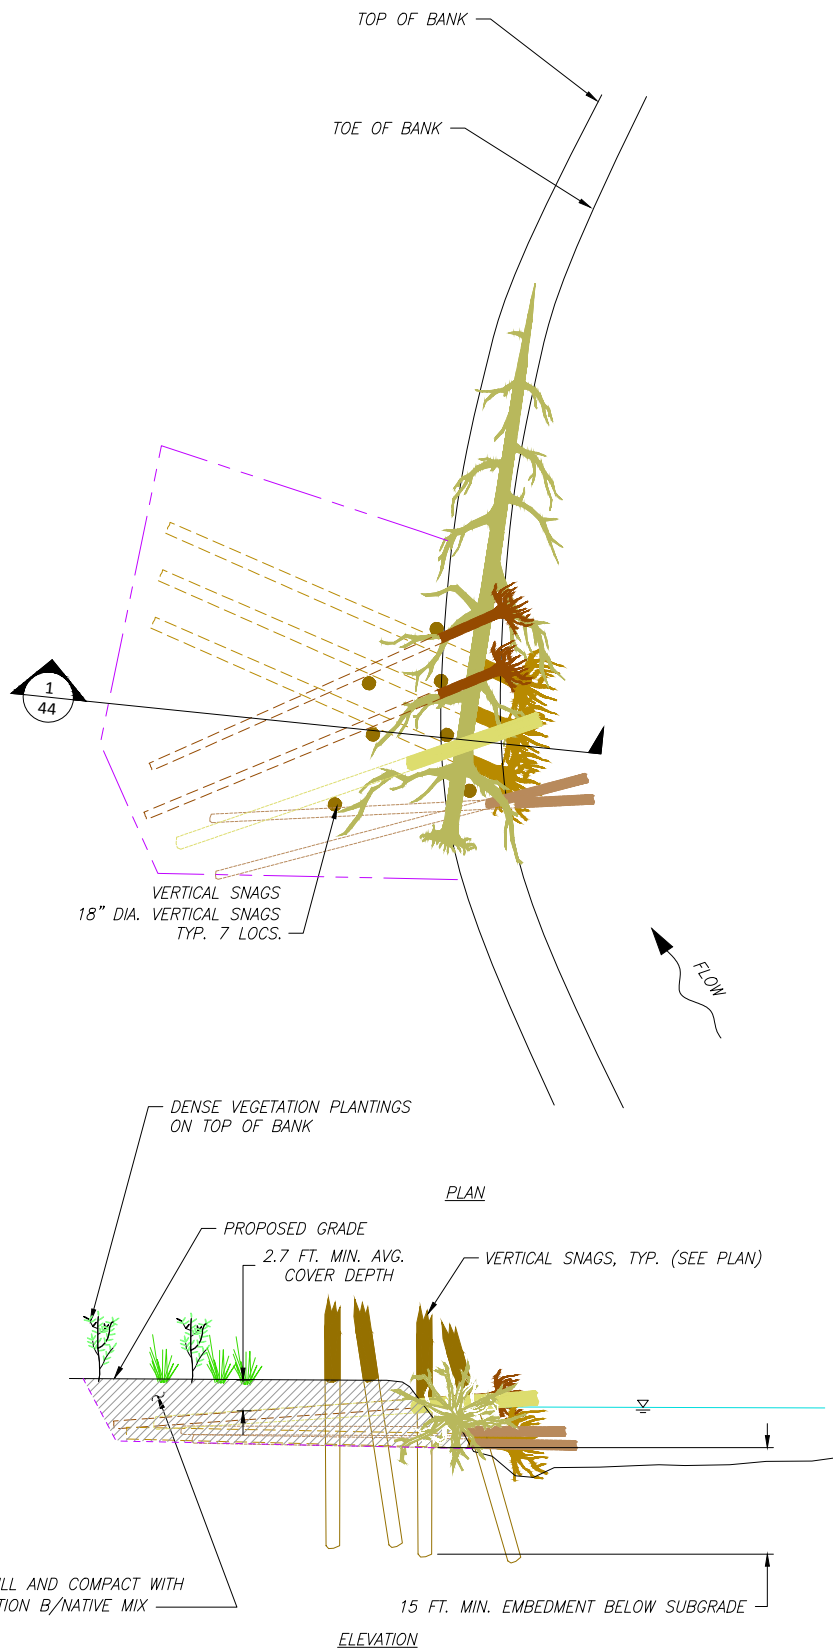 TOP OF BANK
TOE OF BANK
1
44
VERTICAL SNAGS
18" DIA. VERTICAL SNAGS
TYP. 7 LOCS.
FLOW
DENSE VEGETATION PLANTINGS
ON TOP OF BANK
PLAN
PROPOSED GRADE
2.7 FT. MIN. AVG.
COVER DEPTH
VERTICAL SNAGS, TYP. (SEE PLAN)
AND COMPACT WITH
B/NATIVE MIX
15 FT. MIN. EMBEDMENT BELOW SUBGRADE
ELEVATION